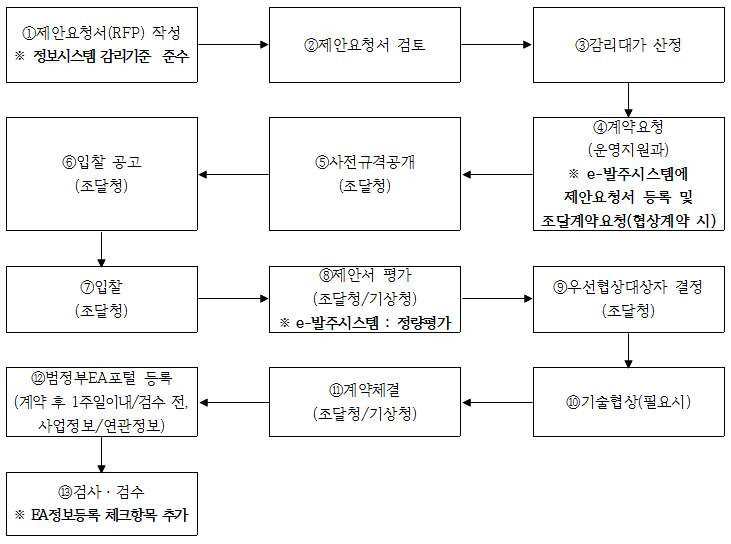 ①제안요청서(RFP) 작성
※ 정보시스템 감리기준 준수
②제안요청서 검토
③감리대가 산정
④계약요청
(운영지원과)
※ e-발주시스템에
제안요청서 등록 및
조달계약요청(협상계약 시)
⑤사전규격공개
(조달청)
⑥입찰 공고
(조달청)
⑦입찰
(조달청)
⑧제안서 평가
(조달청/기상청)
※ e-발주시스템 : 정량평가
⑨우선협상대상자 결정
(조달청)
⑩기술협상(필요시)
⑪계약체결
(조달청/기상청)
⑫범정부EA포털 등록
(계약 후 1주일이내/검수 전,
사업정보/연관정보)
⑬검사·검수
※ EA정보등록 체크항목 추가